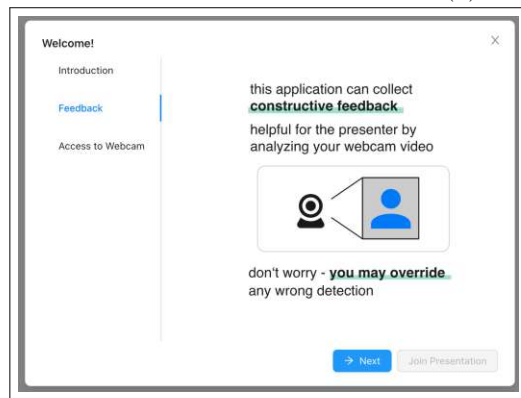 Welcome!
Introduction
Feedback
Access to Webcam
this application can collect
constructive feedback
helpful for the presenter by
analyzing your webcam video
don't worry - you may override
any wrong detection
→ Next
Join Presentation